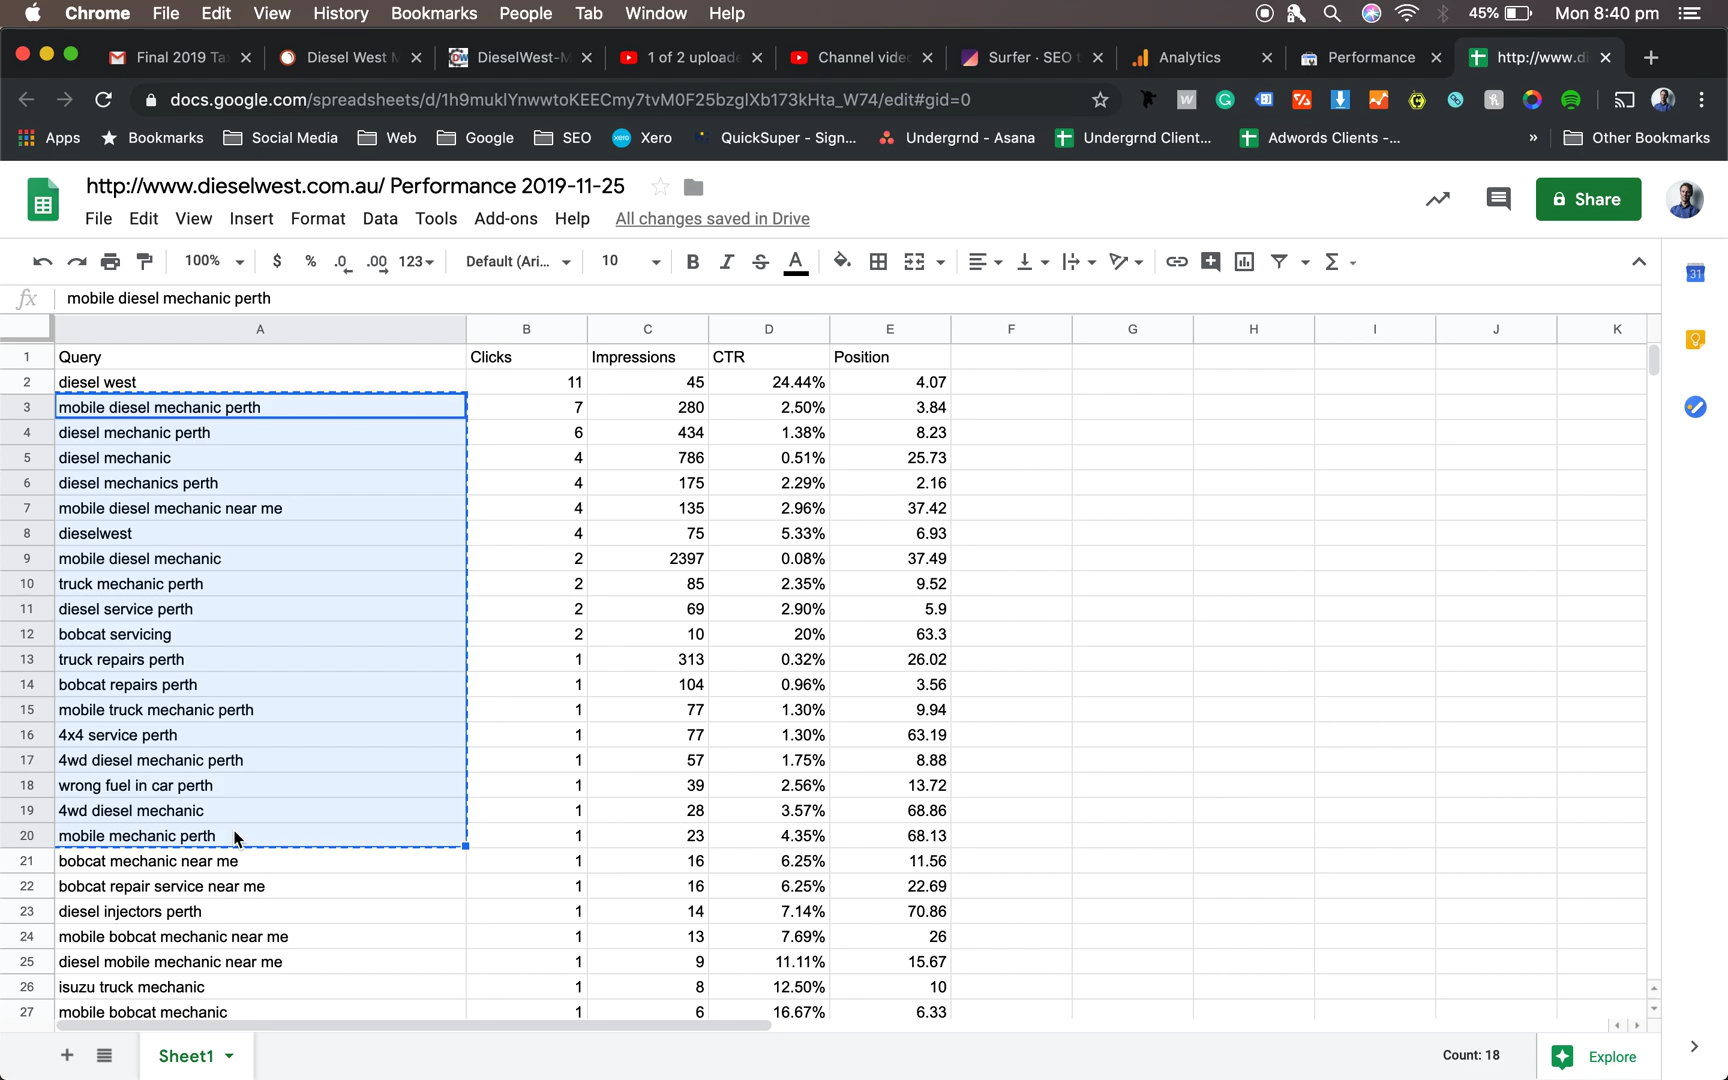 Chrome File Edit View History Bookmarks People Tab Window Help 45% Mon 8:40 pm
Final 2019 Ta Diesel West M DieselWest-M 1 of 2 uploade Channel vide Surfer · SEO t Analytics Performance http://www.di
docs.google.com/spreadsheets/d/1h9muklYnwwtoKEECmy7tvM0F25bzglXb173kHta_W74/edit#gid=0
Apps Bookmarks Social Media Web Google SEO xero Xero QuickSuper - Sign... Undergrnd - Asana Undergrnd Client... Adwords Clients -... » Other Bookmarks
http://www.dieselwest.com.au/ Performance 2019-11-25
Share
File Edit View Insert Format Data Tools Add-ons Help All changes saved in Drive
100% $ % .0 .00 123 Default (Ari... 10 B I S A Σ
31
fx mobile diesel mechanic perth
A B C D E F G H I J K
1 Query Clicks Impressions CTR Position
2 diesel west 11 45 24.44% 4.07
3 mobile diesel mechanic perth 7 280 2.50% 3.84
4 diesel mechanic perth 6 434 1.38% 8.23
5 diesel mechanic 4 786 0.51% 25.73
6 diesel mechanics perth 4 175 2.29% 2.16
7 mobile diesel mechanic near me 4 135 2.96% 37.42
8 dieselwest 4 75 5.33% 6.93
9 mobile diesel mechanic 2 2397 0.08% 37.49
10 truck mechanic perth 2 85 2.35% 9.52
11 diesel service perth 2 69 2.90% 5.9
12 bobcat servicing 2 10 20% 63.3
13 truck repairs perth 1 313 0.32% 26.02
14 bobcat repairs perth 1 104 0.96% 3.56
15 mobile truck mechanic perth 1 77 1.30% 9.94
16 4x4 service perth 1 77 1.30% 63.19
17 4wd diesel mechanic perth 1 57 1.75% 8.88
18 wrong fuel in car perth 1 39 2.56% 13.72
19 4wd diesel mechanic 1 28 3.57% 68.86
20 mobile mechanic perth 1 23 4.35% 68.13
21 bobcat mechanic near me 1 16 6.25% 11.56
22 bobcat repair service near me 1 16 6.25% 22.69
23 diesel injectors perth 1 14 7.14% 70.86
24 mobile bobcat mechanic near me 1 13 7.69% 26
25 diesel mobile mechanic near me 1 9 11.11% 15.67
26 isuzu truck mechanic 1 8 12.50% 10
27 mobile bobcat mechanic 1 6 16.67% 6.33
Sheet1 Count: 18 Explore